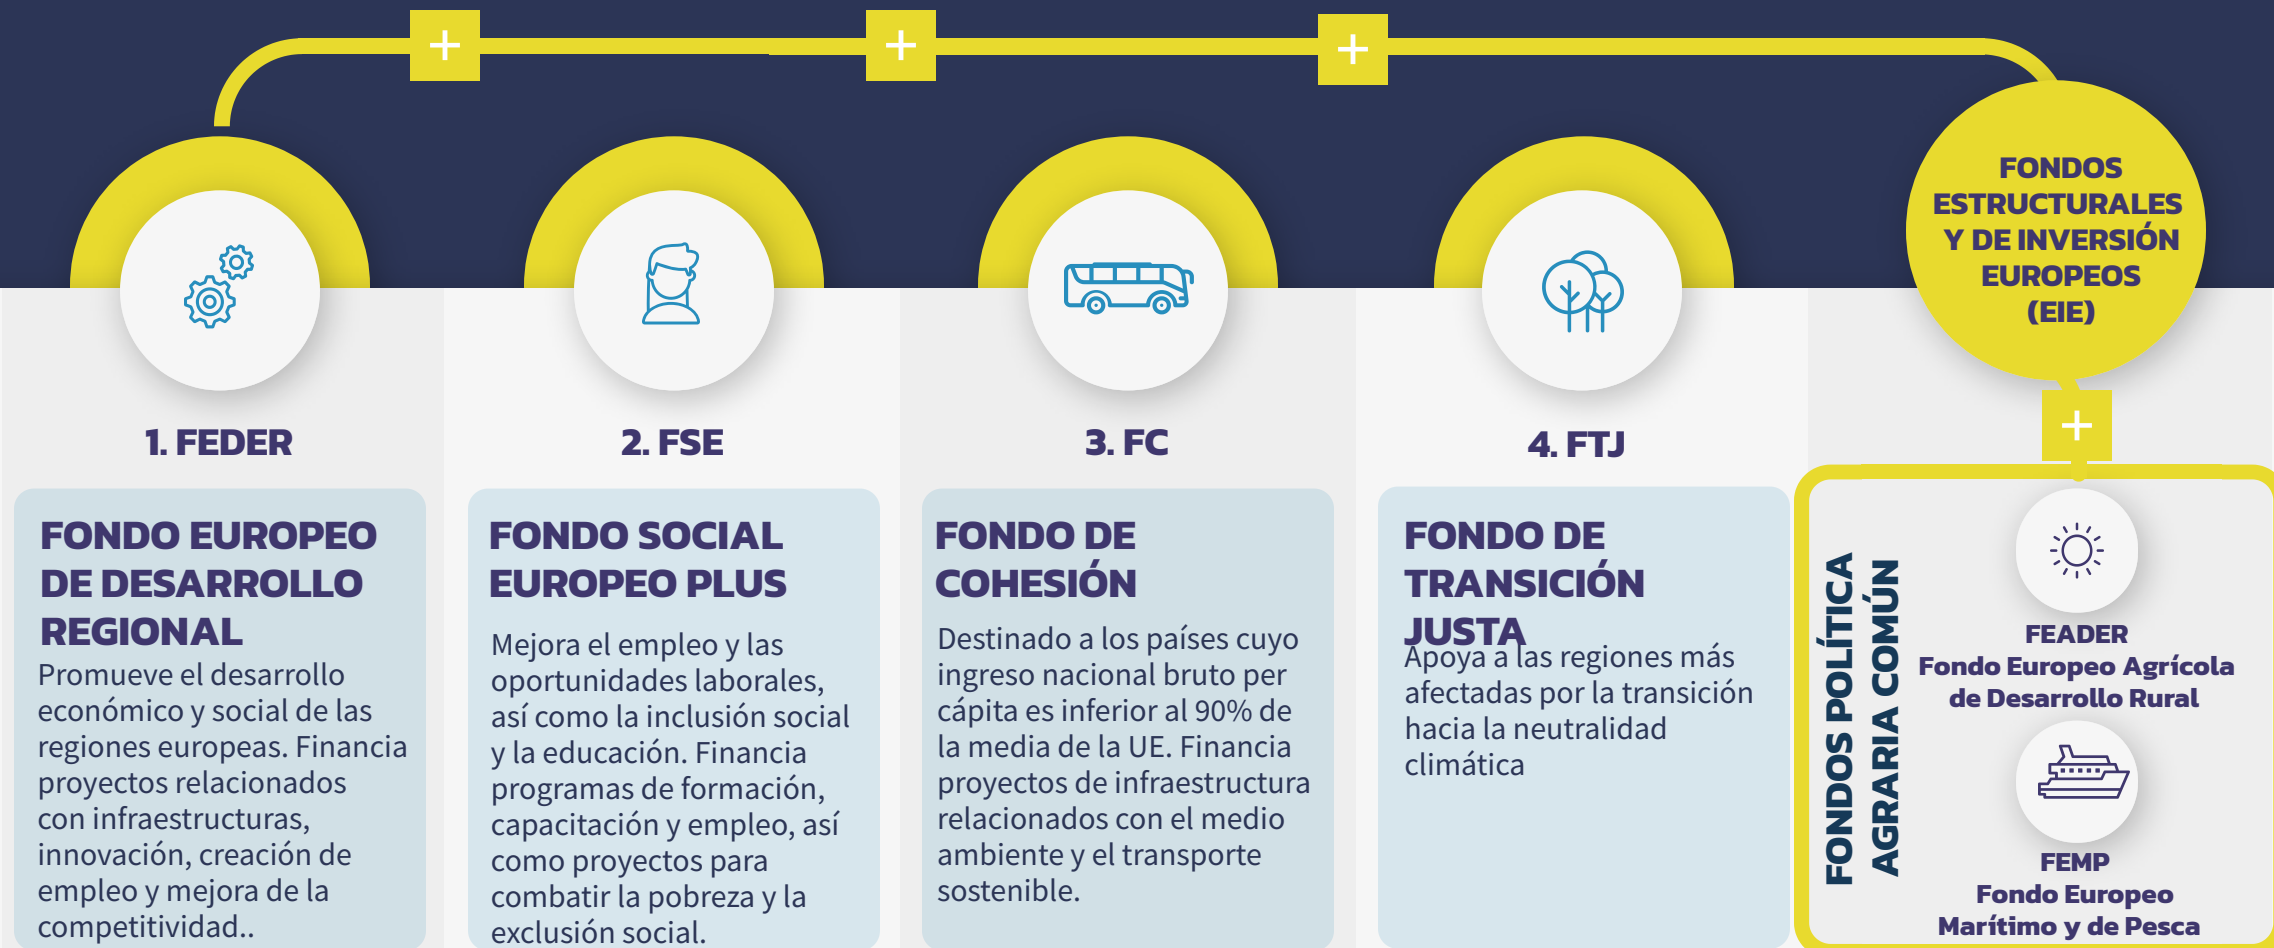 FONDOS
ESTRUCTURALES
Y DE INVERSIÓN
EUROPEOS
(EIE)
1. FEDER
FONDO EUROPEO
DE DESARROLLO
REGIONAL
Promueve el desarrollo
económico y social de las
regiones europeas. Financia
proyectos relacionados
con infraestructuras,
innovación, creación de
empleo y mejora de la
competitividad..
2. FSE
FONDO SOCIAL
EUROPEO PLUS
Mejora el empleo y las
oportunidades laborales,
así como la inclusión social
y la educación. Financia
programas de formación,
capacitación y empleo, así
como proyectos para
combatir la pobreza y la
exclusión social.
3. FC
FONDO DE
COHESIÓN
Destinado a los países cuyo
ingreso nacional bruto per
cápita es inferior al 90% de
la media de la UE. Financia
proyectos de infraestructura
relacionados con el medio
ambiente y el transporte
sostenible.
4. FTJ
FONDO DE
TRANSICIÓN
JUSTA
Apoya a las regiones más
afectadas por la transición
hacia la neutralidad
climática
FONDOS POLÍTICA
AGRARIA COMÚN
FEADER
Fondo Europeo Agrícola
de Desarrollo Rural
FEMP
Fondo Europeo
Marítimo y de Pesca